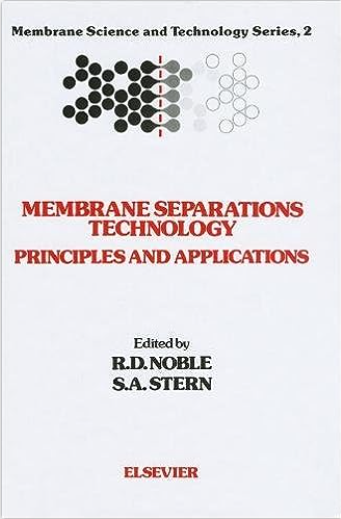 Membrane Science and Technology Series, 2
MEMBRANE SEPARATIONS
TECHNOLOGY
PRINCIPLES AND APPLICATIONS
Edited by
R.D. NOBLE
S.A. STERN
ELSEVIER